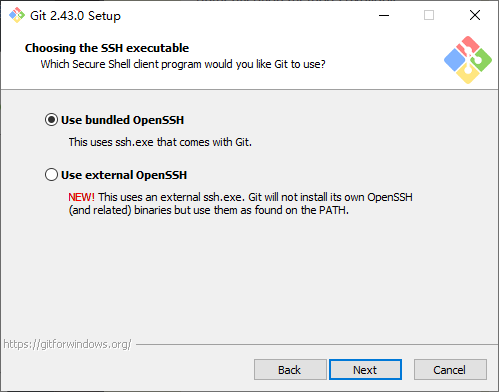 Git 2.43.0 Setup
Choosing the SSH executable
Which Secure Shell client program would you like Git to use?
Use bundled OpenSSH
This uses ssh.exe that comes with Git.
Use external OpenSSH
NEW! This uses an external ssh.exe. Git will not install its own OpenSSH
(and related) binaries but use them as found on the PATH.
https://gitforwindows.org/
Back
Next
Cancel